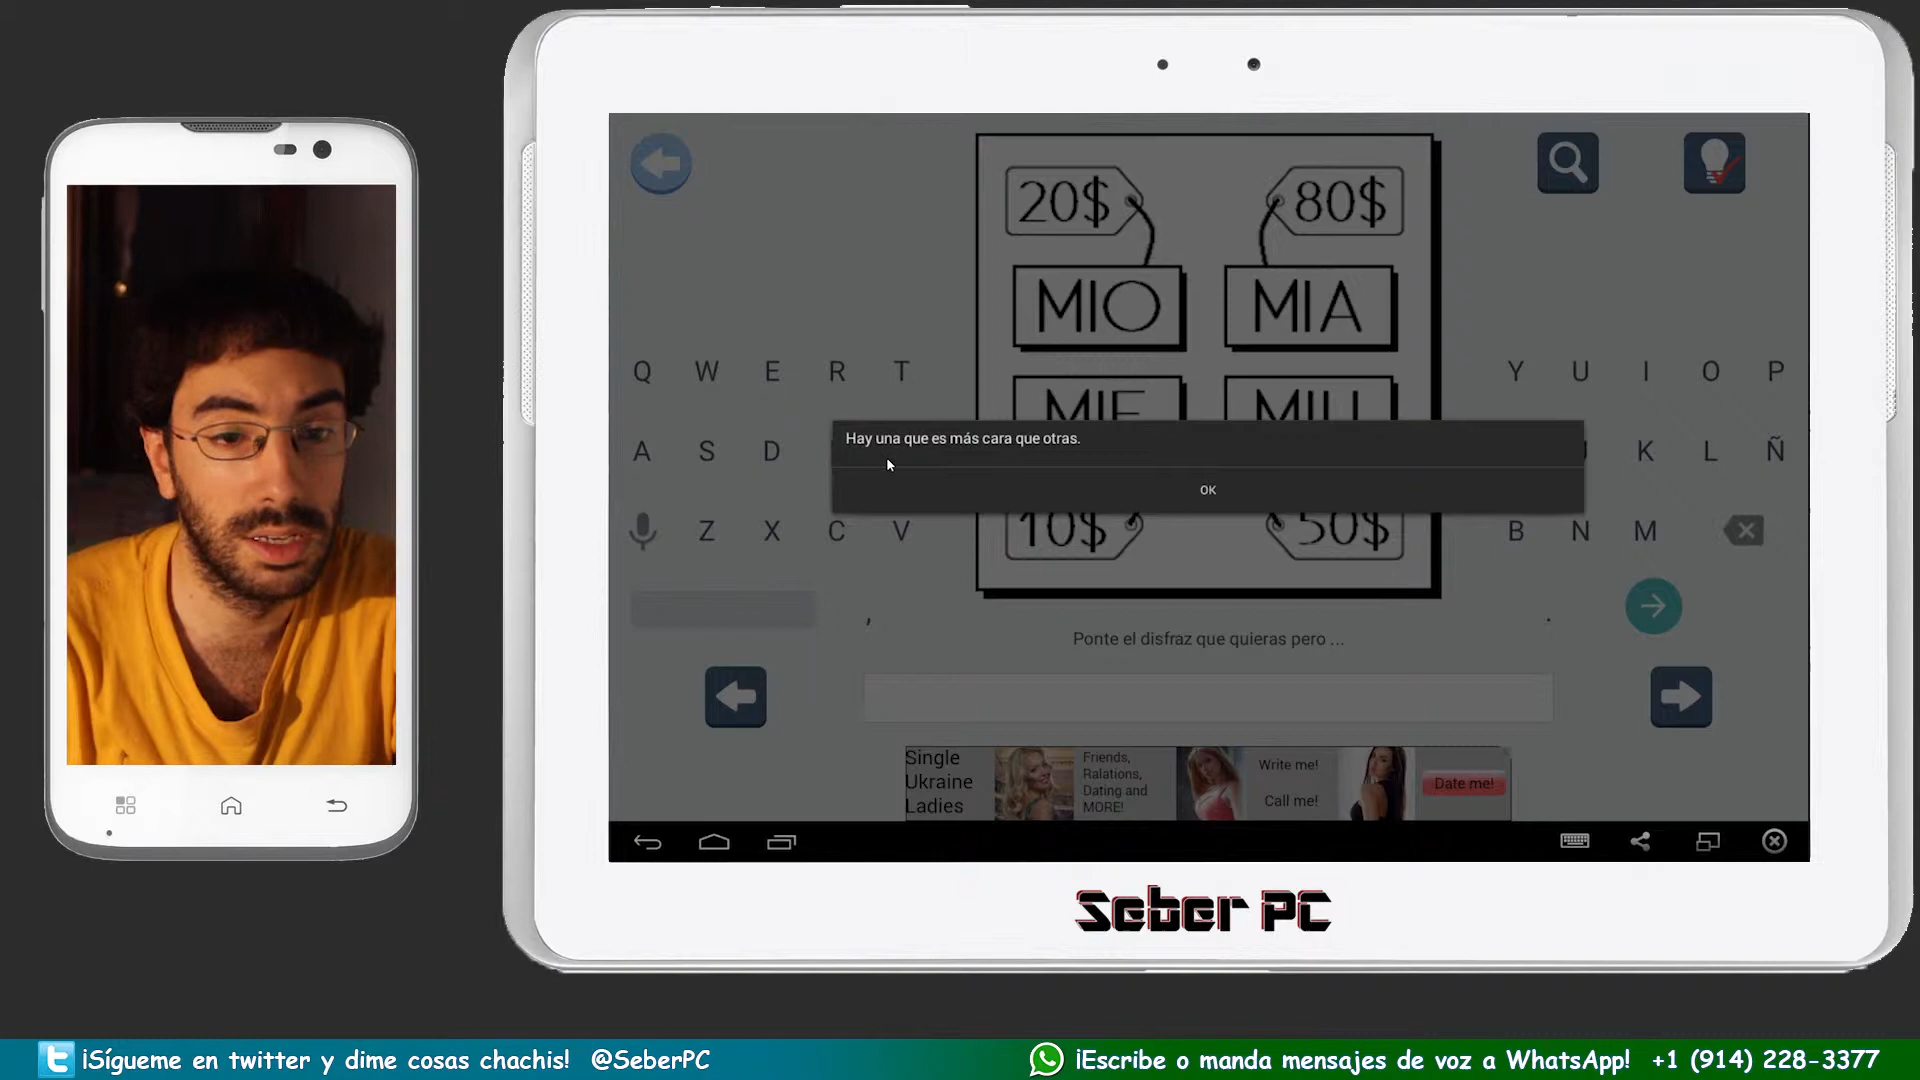 20$ 80$
MIO MIA
Q W E R T Y U I O P
MIE MIU
Hay una que es más cara que otras.
A S D K L Ñ
OK
10$ 50$
Z X C V B N M
, .
Ponte el disfraz que quieras pero ...
Single
Ukraine
Ladies
Friends,
Ralations,
Dating and
MORE!
Write me!
Call me!
Date me!
Seber PC
¡Sígueme en twitter y dime cosas chachis! @SeberPC
¡Escribe o manda mensajes de voz a WhatsApp! +1 (914) 228-3377